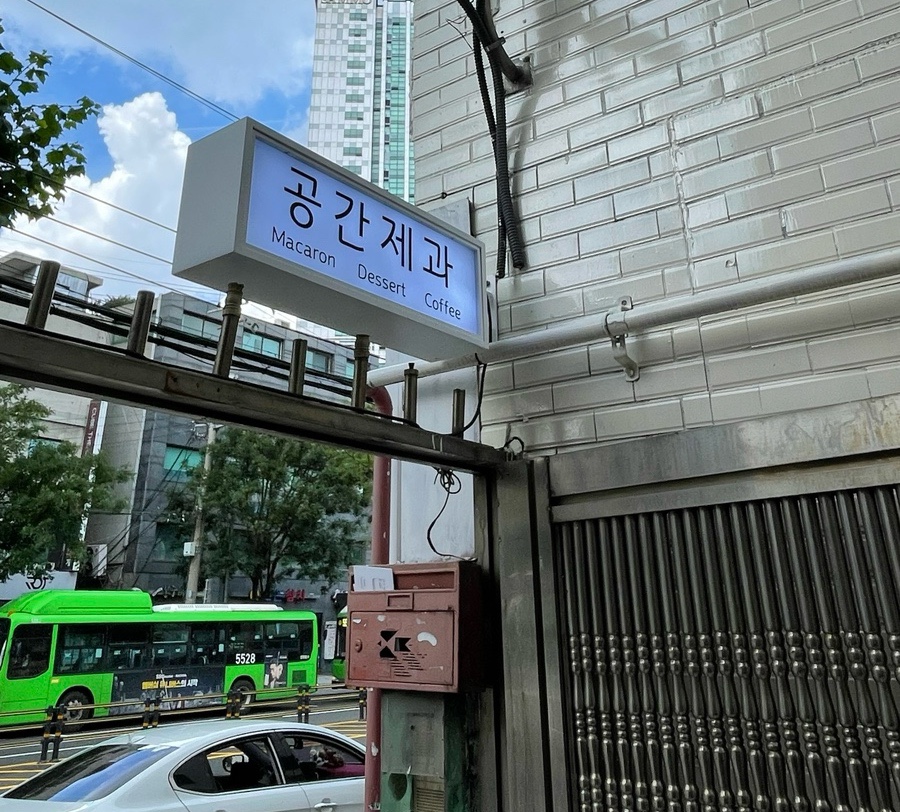 공간제과
Macaron Dessert Coffee
5528